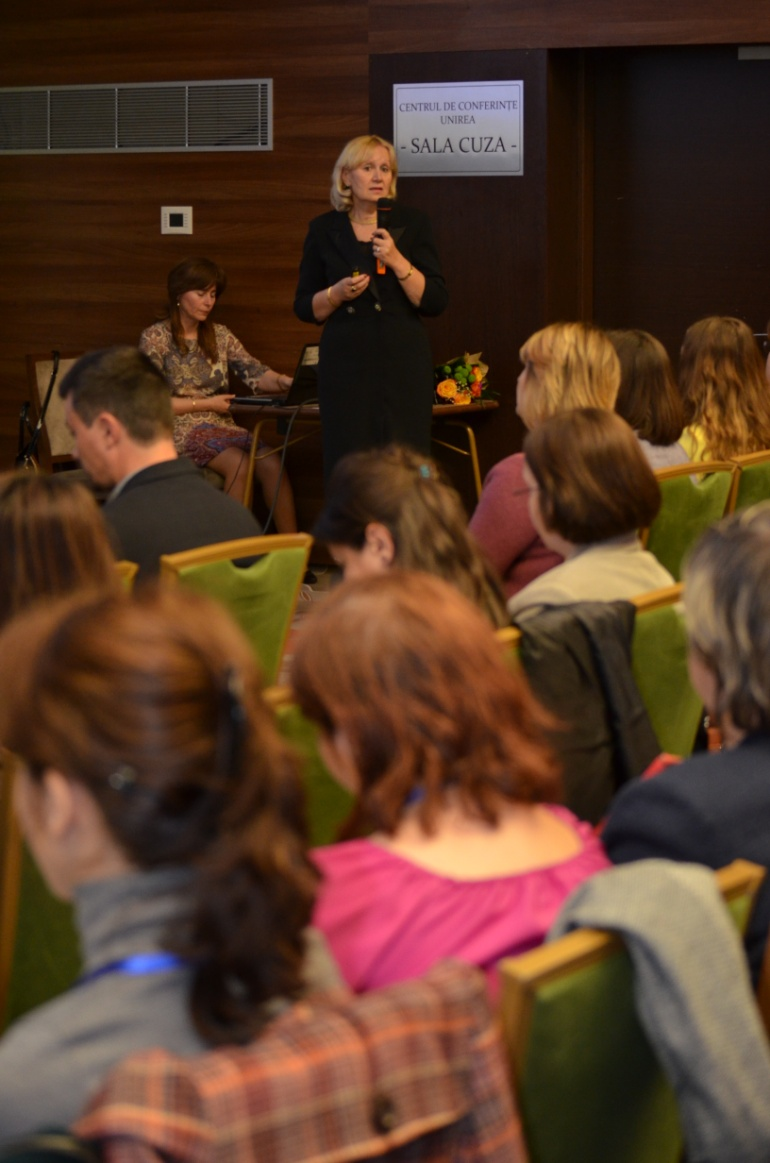 CENTRUL DE CONFERINȚE
UNIREA
- SALA CUZA -